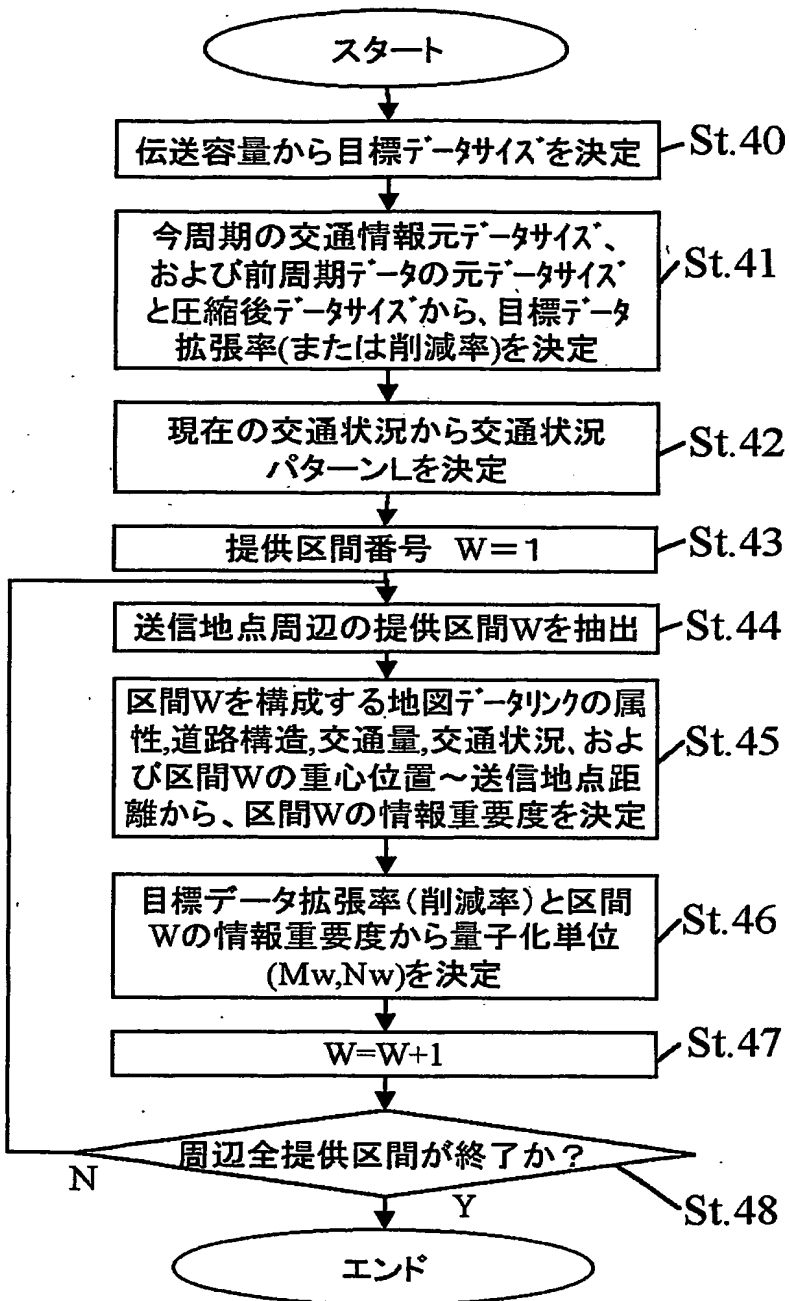 スタート
伝送容量から目標データサイズを決定
St.40
今周期の交通情報元データサイズ、
および前周期データの元データサイズ
と圧縮後データサイズから、目標データ
拡張率(または削減率)を決定
St.41
現在の交通状況から交通状況
パターンLを決定
St.42
提供区間番号 W=1
St.43
送信地点周辺の提供区間Wを抽出
St.44
区間Wを構成する地図データリンクの属
性,道路構造,交通量,交通状況、およ
び区間Wの重心位置~送信地点距
離から、区間Wの情報重要度を決定
St.45
目標データ拡張率(削減率)と区間
Wの情報重要度から量子化単位
(Mw,Nw)を決定
St.46
W=W+1
St.47
周辺全提供区間が終了か?
N
Y
St.48
エンド